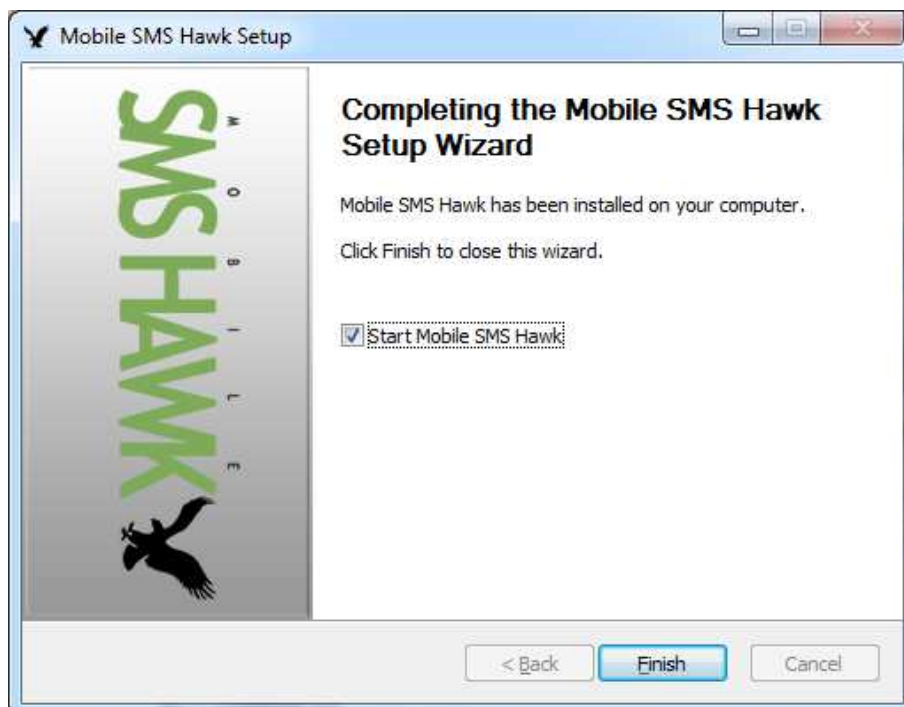 Mobile SMS Hawk Setup
MOBILE
SMS HAWK
Completing the Mobile SMS Hawk
Setup Wizard
Mobile SMS Hawk has been installed on your computer.
Click Finish to close this wizard.
Start Mobile SMS Hawk
< Back
Finish
Cancel